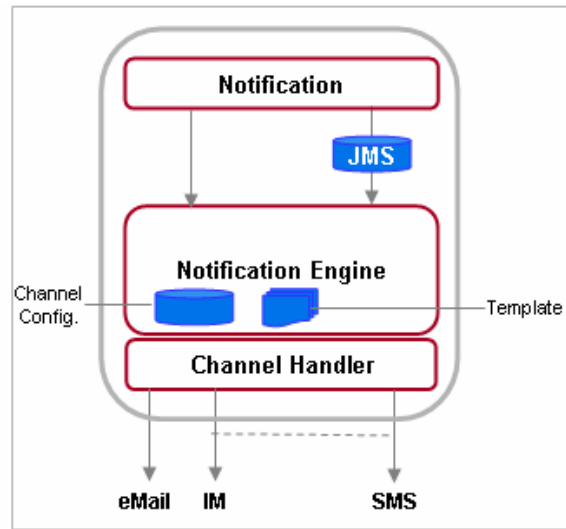 Notification
JMS
Notification Engine
Channel
Config.
Template
Channel Handler
eMail
IM
SMS